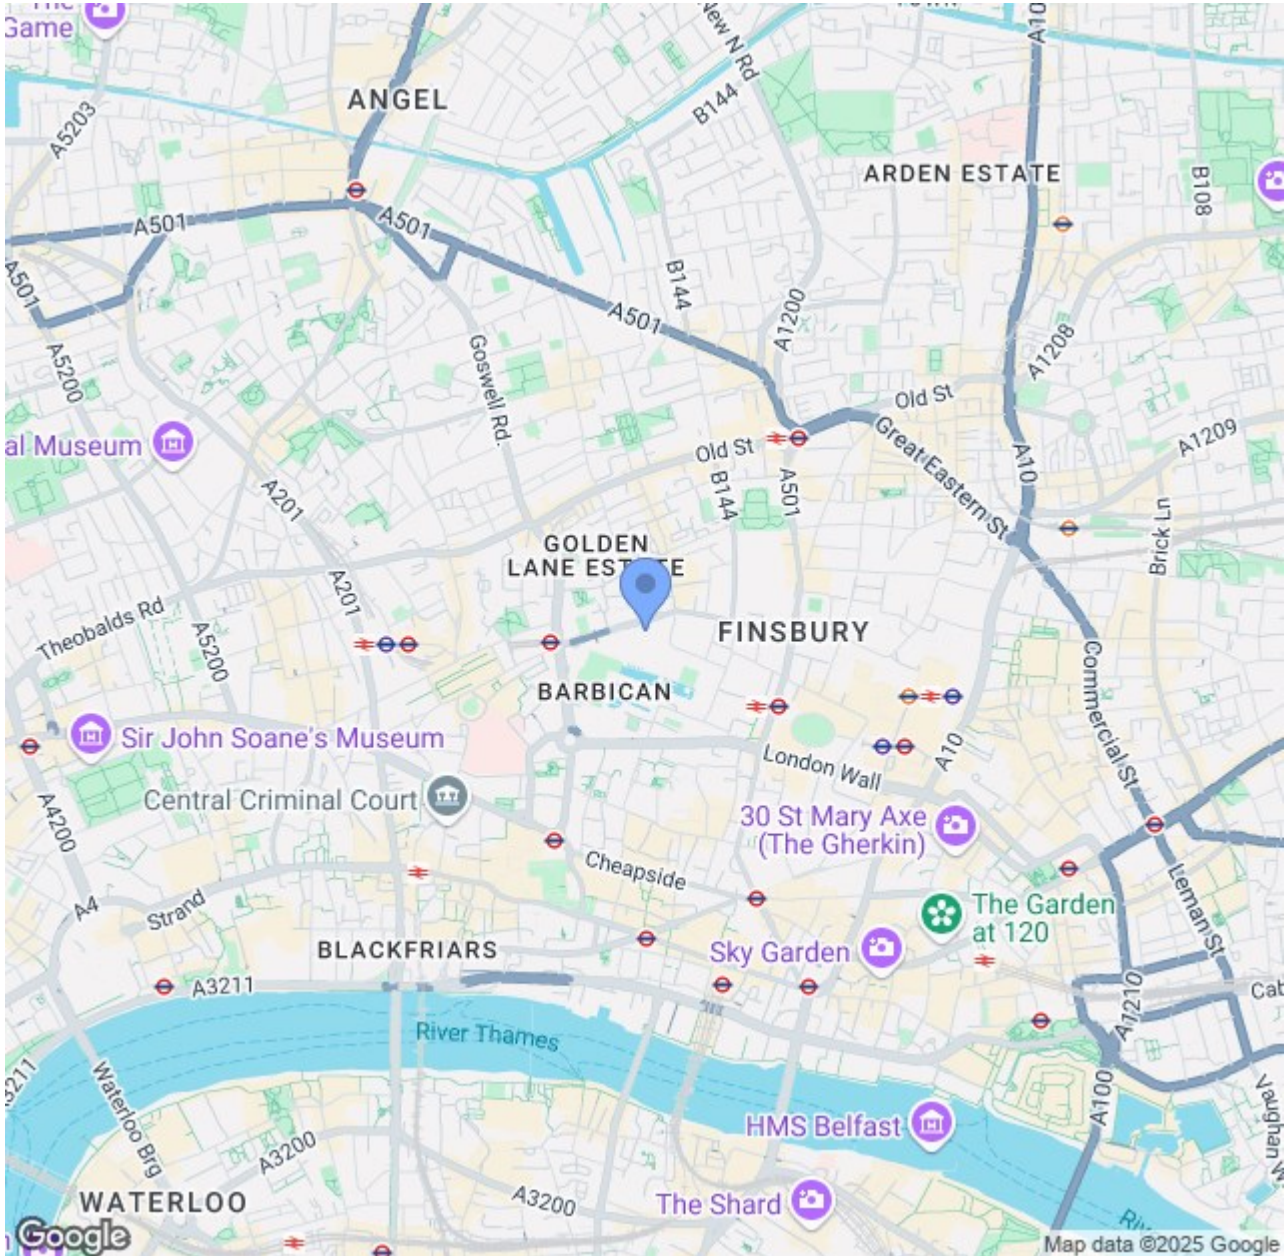 The
Game
ANGEL
A10
New N Rd
B144
A5203
ARDEN ESTATE
B108
A501
A501
A501
B144
A501
A1200
A1208
A5200
Goswell Rd.
Old St
al Museum
Great Eastern St
A10
A1209
Old St
B144
A501
A201
Brick Ln
GOLDEN
LANE ESTATE
A201
Theobalds Rd
A5200
FINSBURY
Commercial St
BARBICAN
Sir John Soane's Museum
London Wall
A10
Central Criminal Court
A4200
30 St Mary Axe
(The Gherkin)
Cheapside
Leman St
A4
Strand
The Garden
at 120
BLACKFRIARS
Sky Garden
A3211
A1210
Cab
River Thames
3211
Waterloo Brg
A100
Vaughan W
HMS Belfast
A3200
A3200
WATERLOO
The Shard
Riv
Google
Map data ©2025 Google